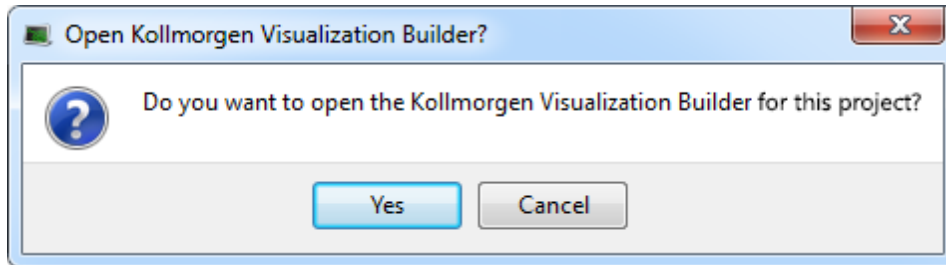 Open Kollmorgen Visualization Builder?
Do you want to open the Kollmorgen Visualization Builder for this project?
Yes
Cancel